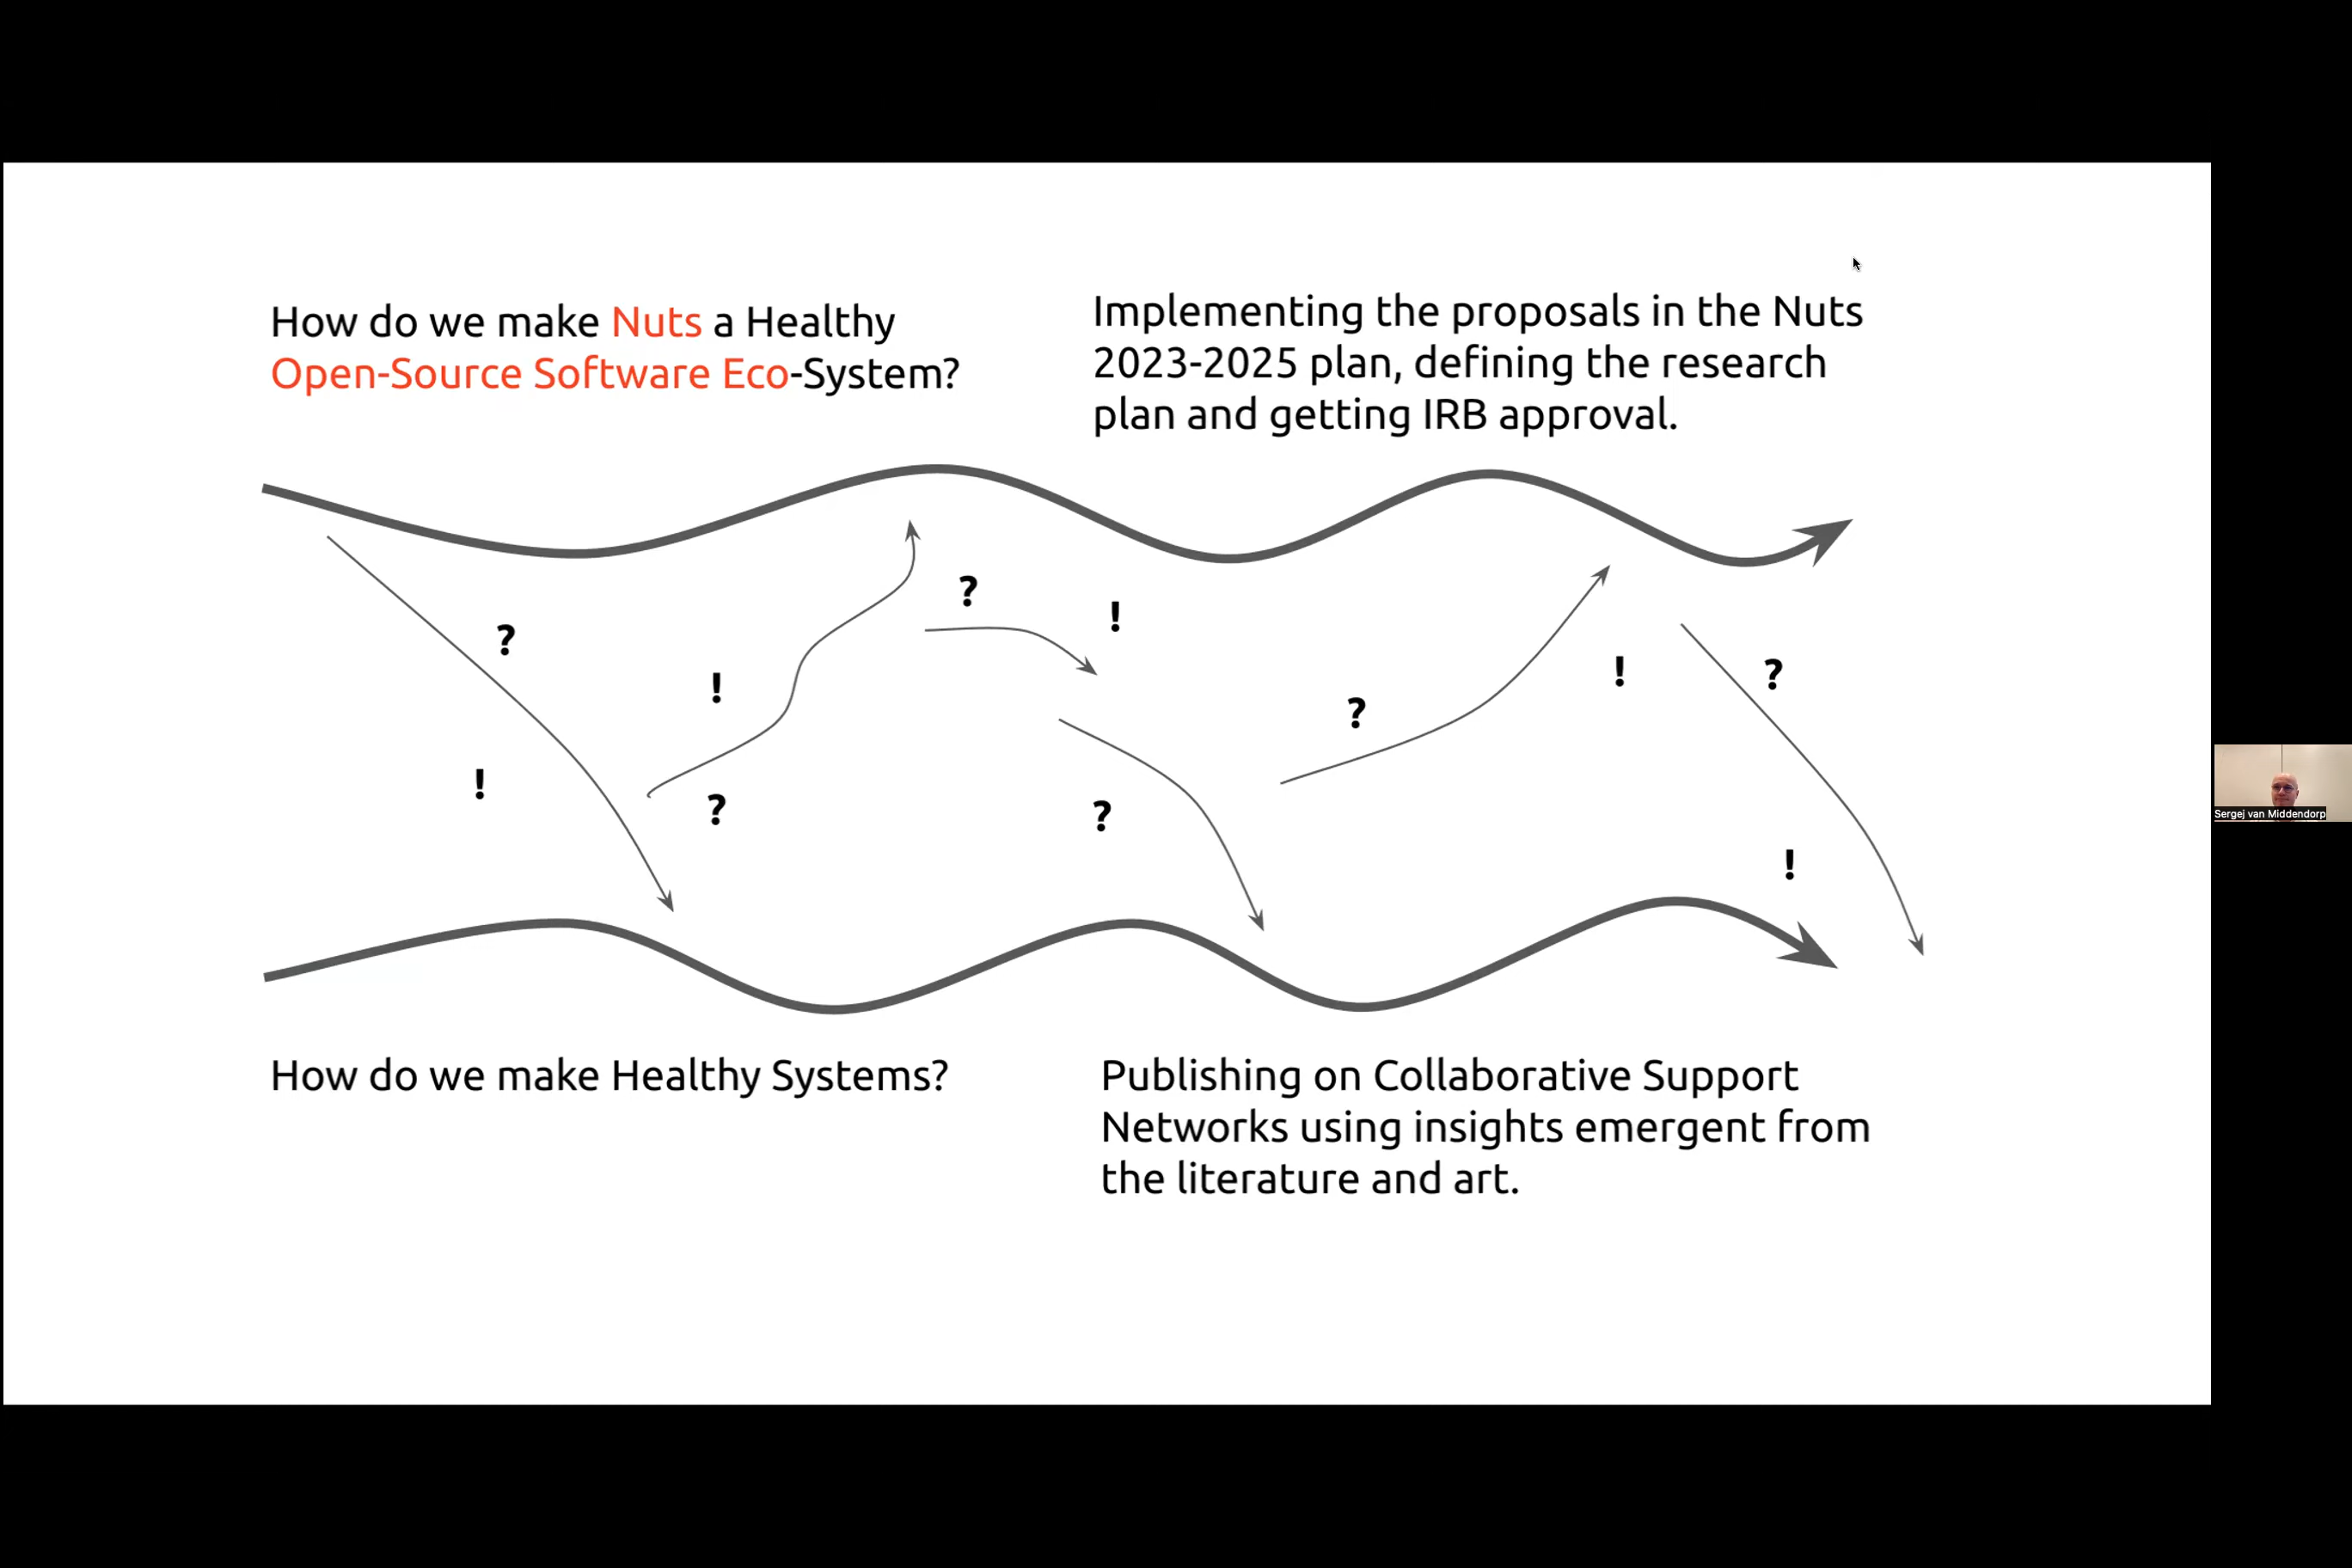 How do we make Nuts a Healthy
Open-Source Software Eco-System?
Implementing the proposals in the Nuts
2023-2025 plan, defining the research
plan and getting IRB approval.
?
!
?
!
?
!
?
!
?
?
!
?
!
How do we make Healthy Systems?
Publishing on Collaborative Support
Networks using insights emergent from
the literature and art.
Sergej van Middendorp